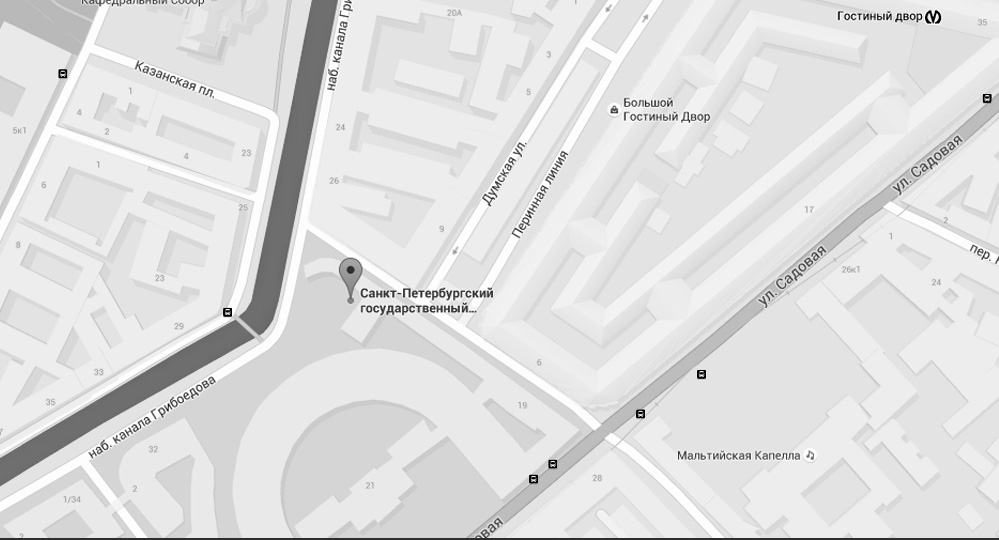 Кафедральный Собор
20А
Гостиный двор
35
наб. канала Гри
Казанская пл.
3
1
5
4
5к1
2
24
4
23
Большой
Гостиный Двор
1
6
26
25
Думская ул.
Перинная линия
ул. Садовая
17
2
8
9
1
пер.
ул. Садовая
26к1
23
24
Санкт-Петербургский
государственный...
29
6
33
35
19
наб. канала Грибоедова
32
Мальтийская Капелла
28
21
2
1/34
овая